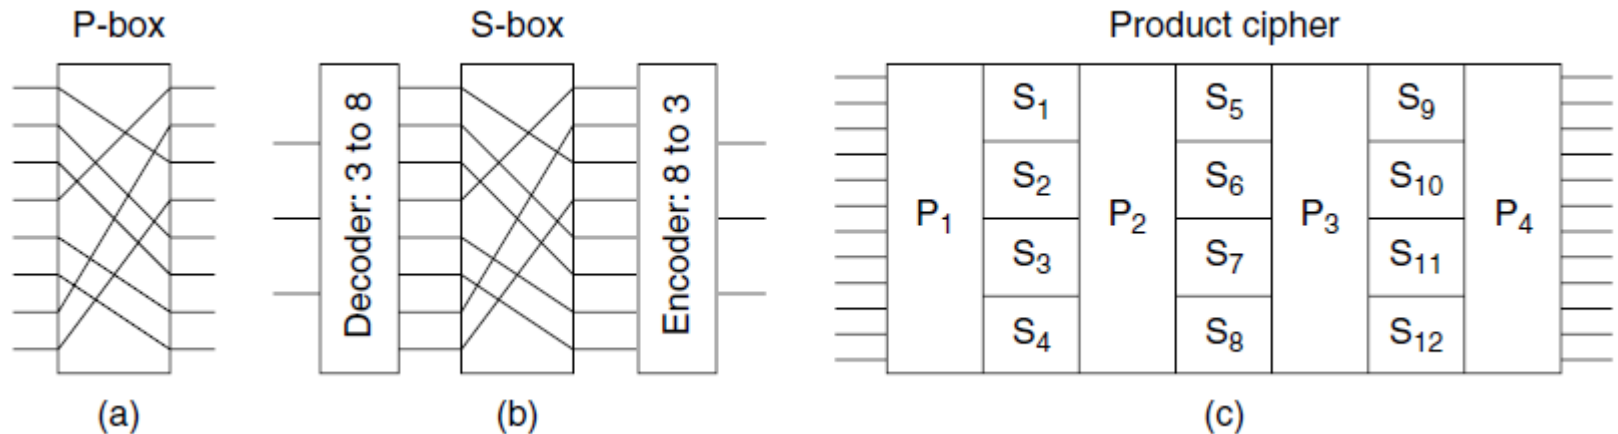 P-box
S-box
Product cipher
Decoder: 3 to 8
Encoder: 8 to 3
P₁
S₁
S₂
S₃
S₄
P₂
S₅
S₆
S₇
S₈
P₃
S₉
S₁₀
S₁₁
S₁₂
P₄
(a)
(b)
(c)